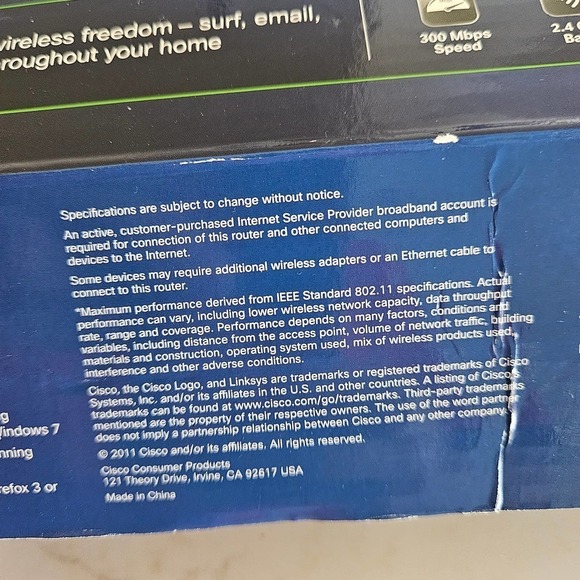 wireless freedom – surf, email,
roughout your home
300 Mbps
Speed
2.4
Ba
Specifications are subject to change without notice.
An active, customer-purchased Internet Service Provider broadband account is
required for connection of this router and other connected computers and
devices to the Internet.
Some devices may require additional wireless adapters or an Ethernet cable to
connect to this router.
*Maximum performance derived from IEEE Standard 802.11 specifications. Actual
performance can vary, including lower wireless network capacity, data throughput
rate, range and coverage. Performance depends on many factors, conditions and
variables, including distance from the access point, volume of network traffic, building
materials and construction, operating system used, mix of wireless products used,
interference and other adverse conditions.
Cisco, the Cisco Logo, and Linksys are trademarks or registered trademarks of Cisco
Systems, Inc. and/or its affiliates in the U.S. and other countries. A listing of Cisco's
trademarks can be found at www.cisco.com/go/trademarks. Third-party trademarks
mentioned are the property of their respective owners. The use of the word partner
does not imply a partnership relationship between Cisco and any other company.
© 2011 Cisco and/or its affiliates. All rights reserved.
Cisco Consumer Products
121 Theory Drive, Irvine, CA 92617 USA
Made in China
g
Windows 7
nning
refox 3 or